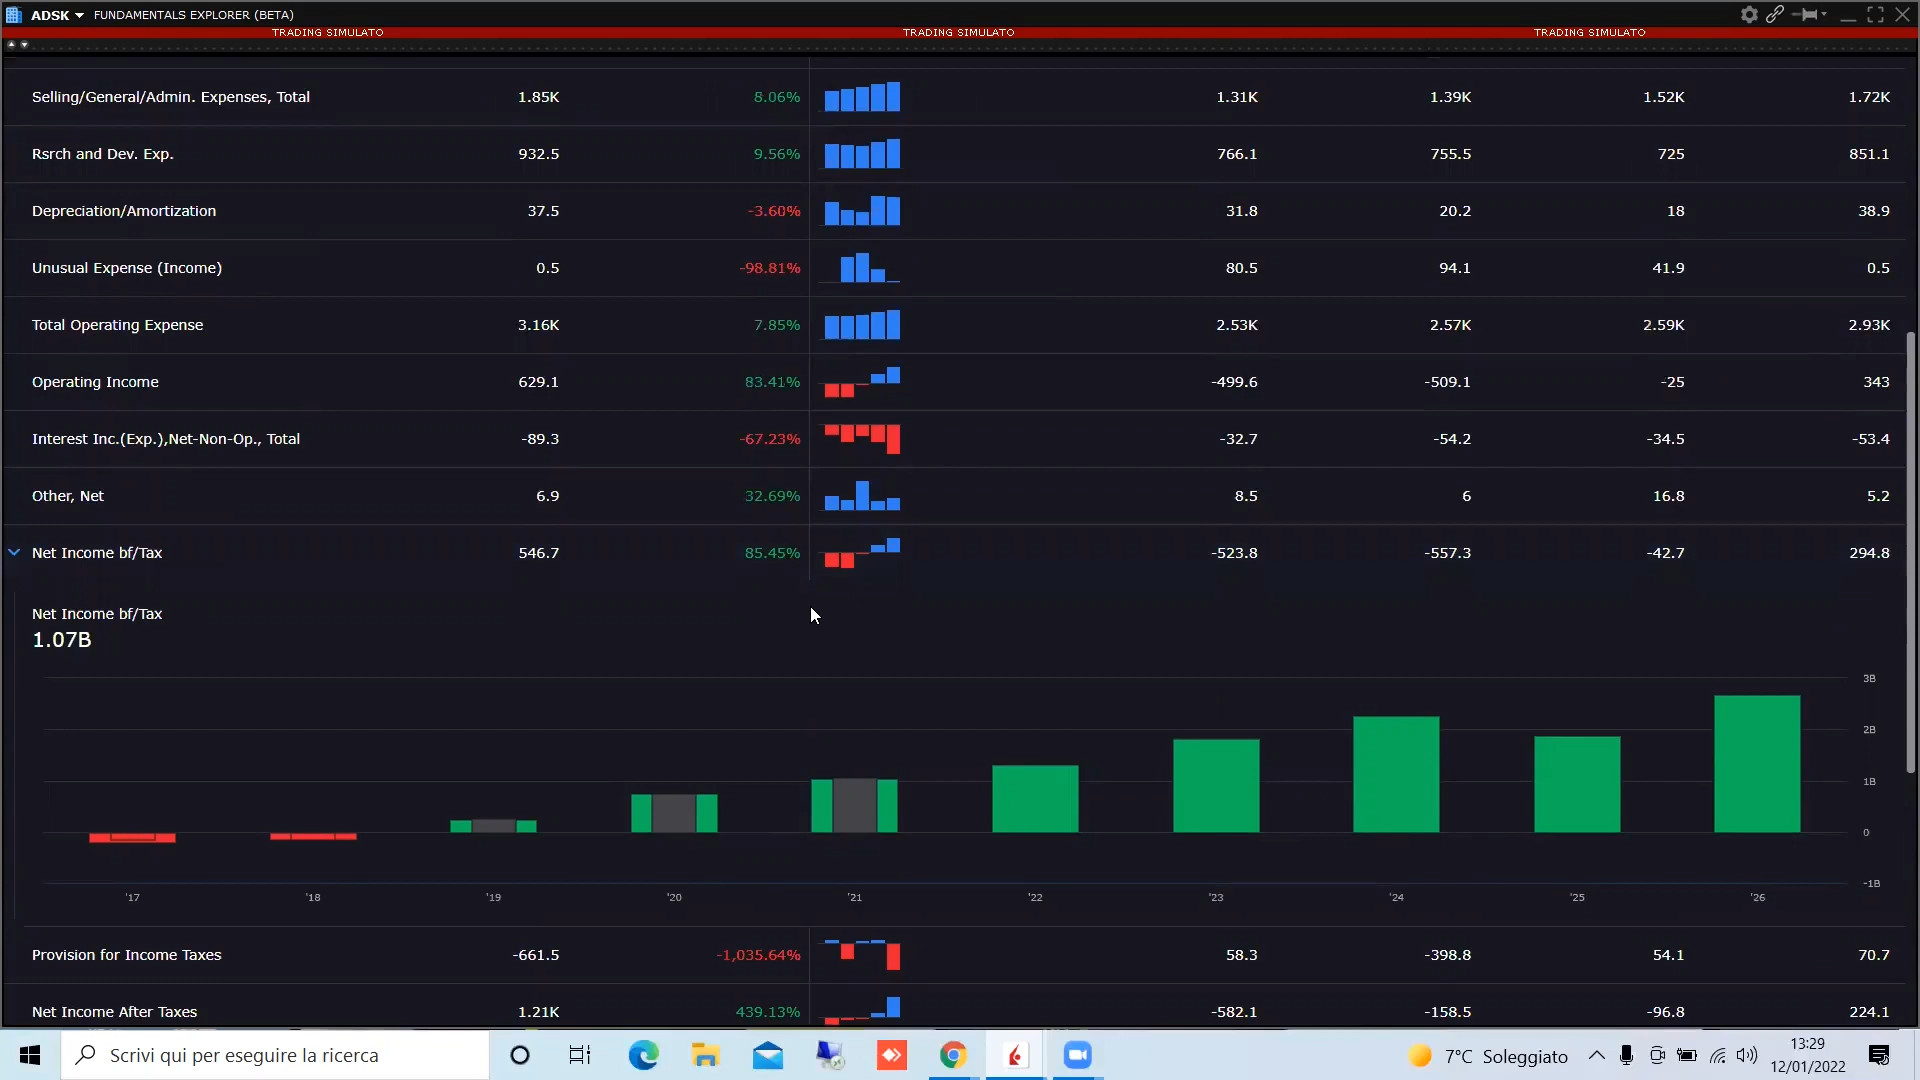 ADSK FUNDAMENTALS EXPLORER (BETA)
TRADING SIMULATO TRADING SIMULATO TRADING SIMULATO
Selling/General/Admin. Expenses, Total 1.85K 8.06% 1.31K 1.39K 1.52K 1.72K
Rsrch and Dev. Exp. 932.5 9.56% 766.1 755.5 725 851.1
Depreciation/Amortization 37.5 -3.60% 31.8 20.2 18 38.9
Unusual Expense (Income) 0.5 -98.81% 80.5 94.1 41.9 0.5
Total Operating Expense 3.16K 7.85% 2.53K 2.57K 2.59K 2.93K
Operating Income 629.1 83.41% -499.6 -509.1 -25 343
Interest Inc.(Exp.),Net-Non-Op., Total -89.3 -67.23% -32.7 -54.2 -34.5 -53.4
Other, Net 6.9 32.69% 8.5 6 16.8 5.2
Net Income bf/Tax 546.7 85.45% -523.8 -557.3 -42.7 294.8
Net Income bf/Tax
1.07B
3B
2B
1B
0
-1B
'17 '18 '19 '20 '21 '22 '23 '24 '25 '26
Provision for Income Taxes -661.5 -1,035.64% 58.3 -398.8 54.1 70.7
Net Income After Taxes 1.21K 439.13% -582.1 -158.5 -96.8 224.1
Scrivi qui per eseguire la ricerca
7°C Soleggiato
13:29
12/01/2022